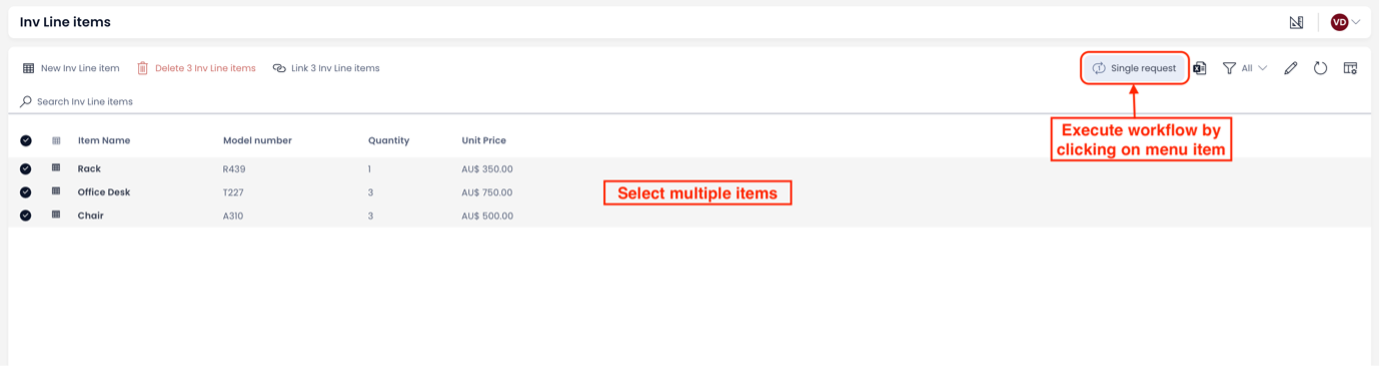 Inv Line items
VD
New Inv Line item Delete 3 Inv Line items Link 3 Inv Line items Single request All
Search Inv Line items
Execute workflow by
clicking on menu item
Item Name Model number Quantity Unit Price
Rack R439 1 AU$ 350.00
Office Desk T227 3 AU$ 750.00
Chair A310 3 AU$ 500.00
Select multiple items